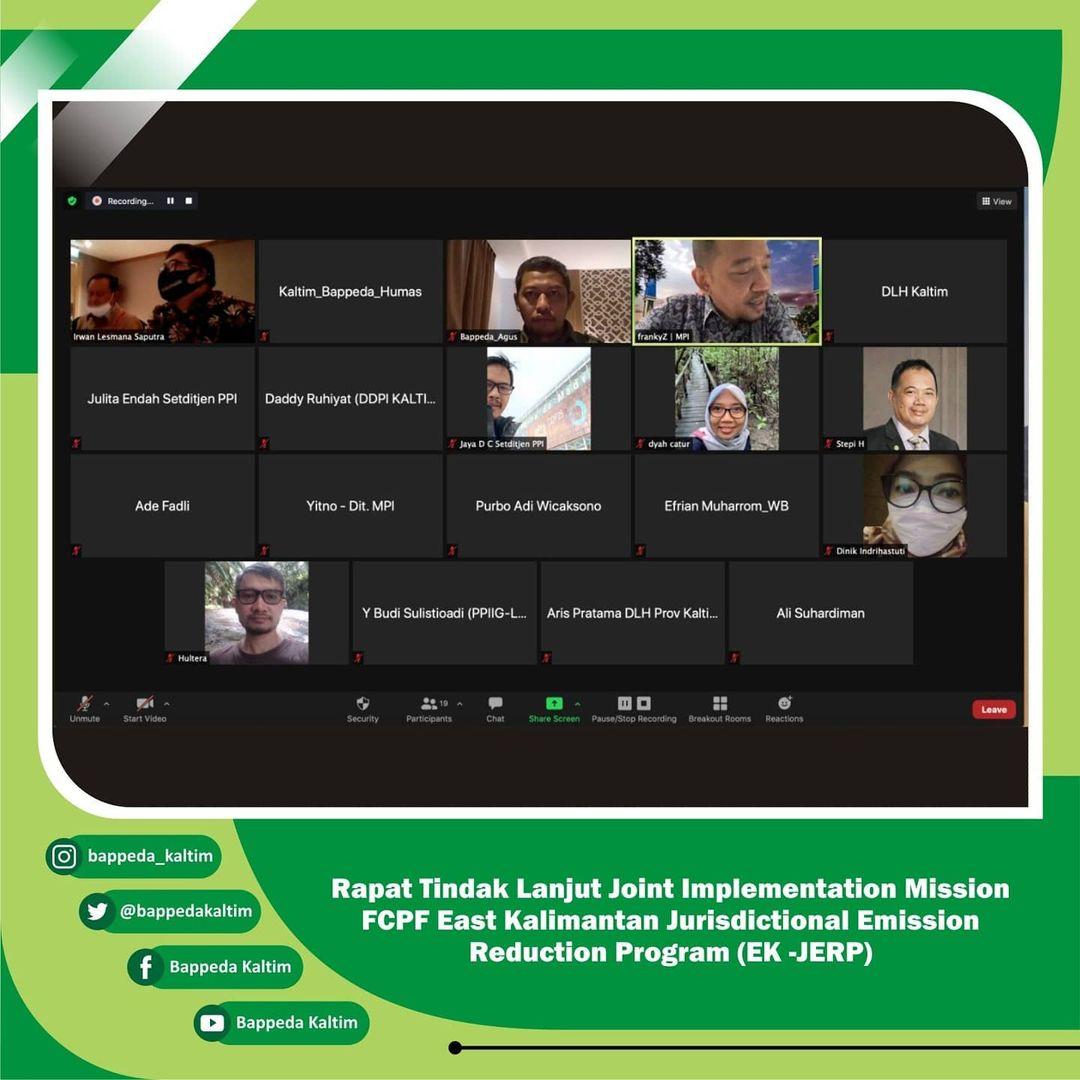 Recording...
View
Irwan Lesmana Saputra
Kaltim_Bappeda_Humas
Bappeda_Agus
frankyZ | MPI
DLH Kaltim
Julita Endah Setditjen PPI
Daddy Ruhiyat (DDPI KALTI...
Jaya D C Setditjen PPI
dyah catur
Stepi H
Ade Fadli
Yitno - Dit. MPI
Purbo Adi Wicaksono
Efrian Muharrom_WB
Dinik Indrihastuti
Hultera
Y Budi Sulistioadi (PPIIG-L...
Aris Pratama DLH Prov Kalti...
Ali Suhardiman
Unmute
Start Video
Security
Participants
19
Chat
Share Screen
Pause/Stop Recording
Breakout Rooms
Reactions
Leave
bappeda_kaltim
@bappedakaltim
Bappeda Kaltim
Bappeda Kaltim
Rapat Tindak Lanjut Joint Implementation Mission
FCPF East Kalimantan Jurisdictional Emission
Reduction Program (EK -JERP)